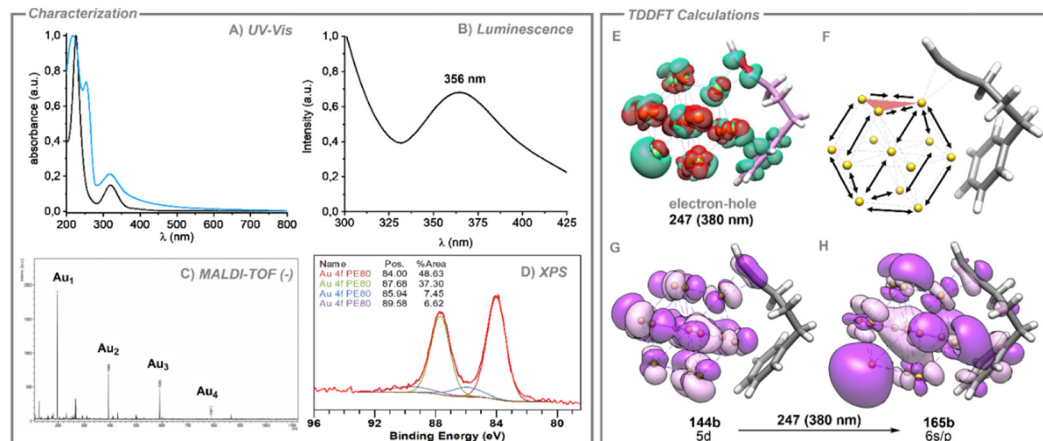 Characterization
A) UV-Vis
1,0
0,8
0,6
0,4
0,2
0,0
absorbance (a.u.)
200 300 400 500 600 700 800
λ (nm)
B) Luminescence
1,0
0,8
0,6
0,4
0,2
0,0
Intensity (a.u.)
356 nm
300 325 350 375 400 425
λ (nm)
C) MALDI-TOF (-)
Au1
Au2
Au3
Au4
D) XPS
Name Pos. %Area
Au 4f PE80 84.00 48.63
Au 4f PE80 87.68 37.30
Au 4f PE80 85.94 7.45
Au 4f PE80 89.58 6.62
96 92 88 84 80
Binding Energy (eV)
TDDFT Calculations
E
electron-hole
247 (380 nm)
F
G
144b
5d
247 (380 nm)
H
165b
6s/p